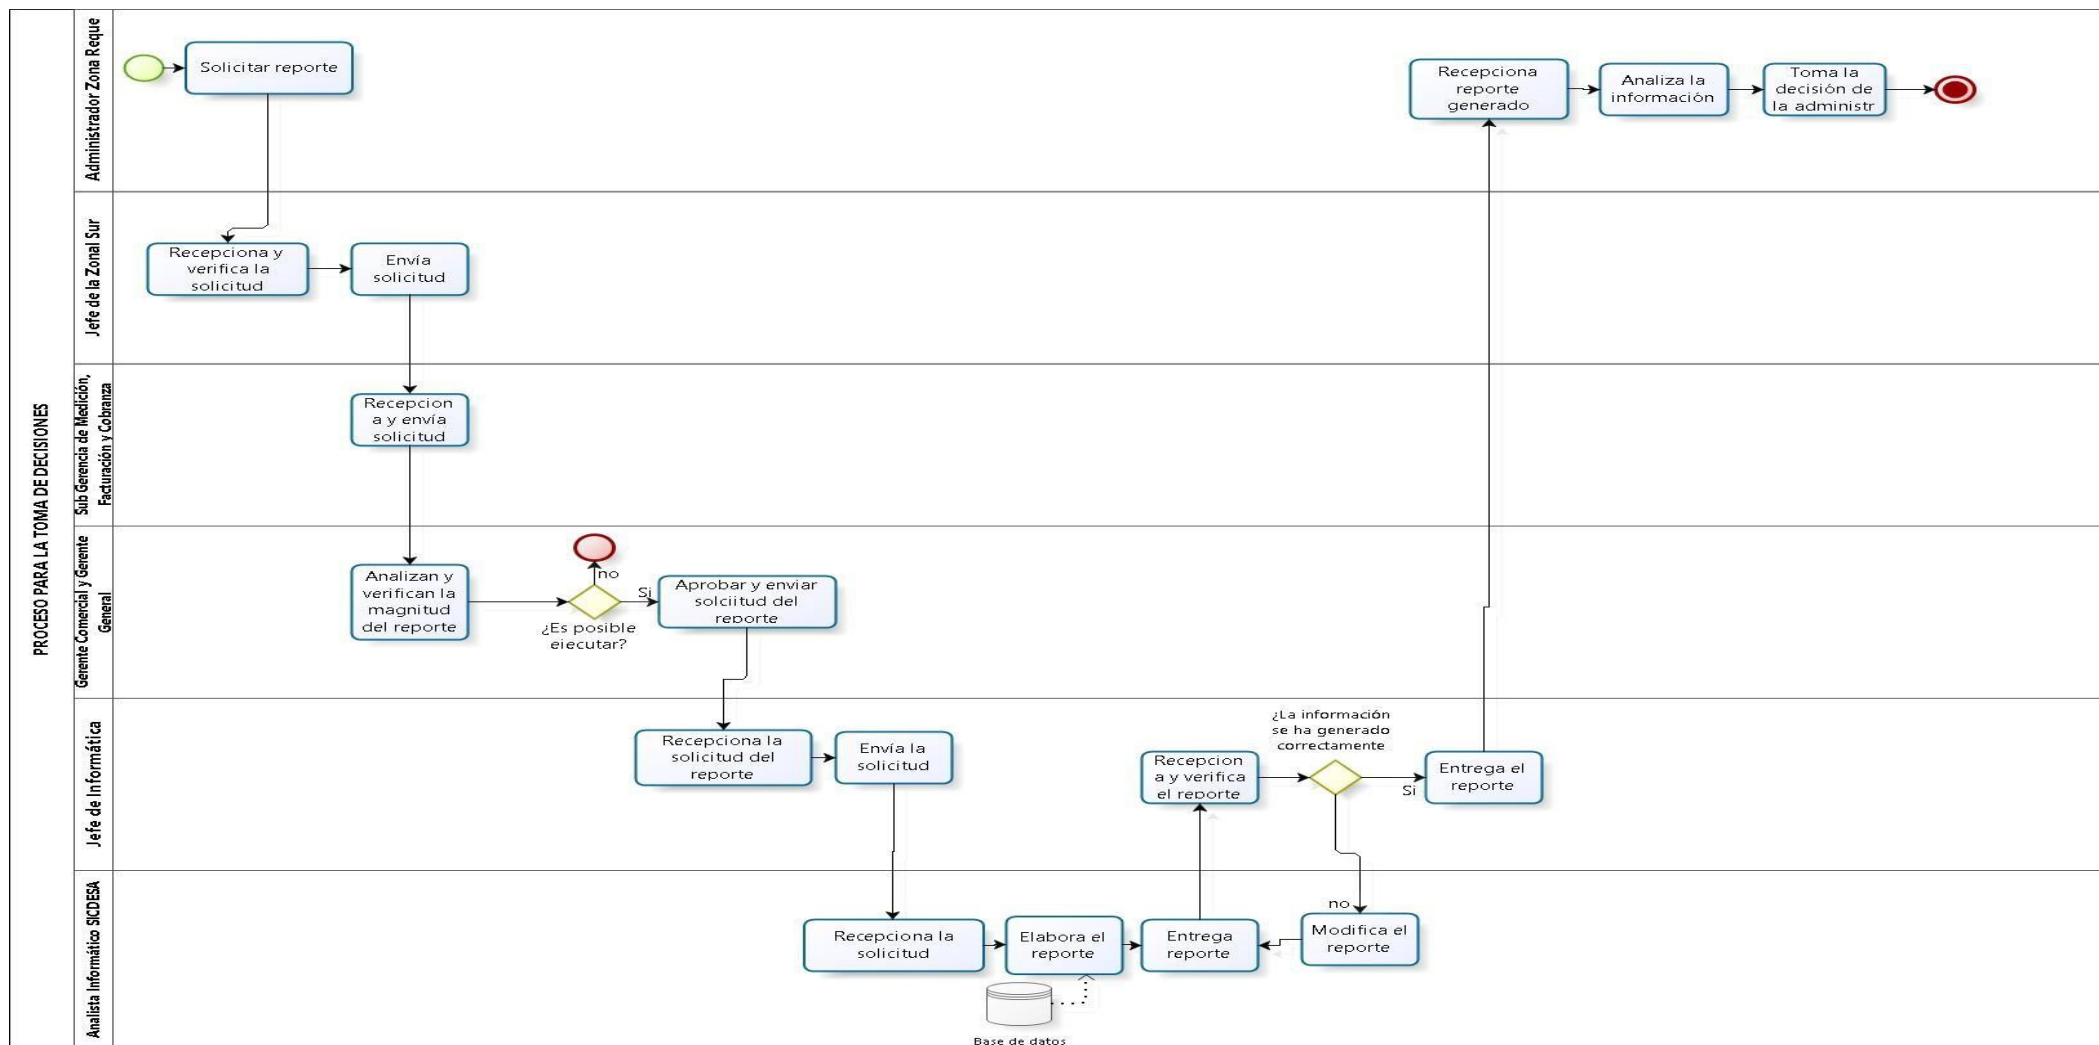 PROCESO PARA LA TOMA DE DECISIONES
Administrador Zona Reque
Solicitar reporte
Recepciona
reporte
generado
Analiza la
información
Toma la
decisión de
la administr
Jefe de la Zonal Sur
Recepciona y
verifica la
solicitud
Envía
solicitud
Sub Gerencia de Medición,
Facturación y Cobranza
Recepcion
a y envía
solicitud
Gerente Comercial y Gerente
General
Analizan y
verifican la
magnitud
del reporte
no
Si
¿Es posible
ejecutar?
Aprobar y enviar
solciitud del
reporte
Jefe de Informática
Recepciona la
solicitud del
reporte
Envía la
solicitud
Recepcion
a y verifica
el reporte
¿La información
se ha generado
correctamente
Si
Entrega el
reporte
Analista Informático SICDESA
Recepciona la
solicitud
Elabora el
reporte
Entrega
reporte
no
Modifica el
reporte
Base de datos